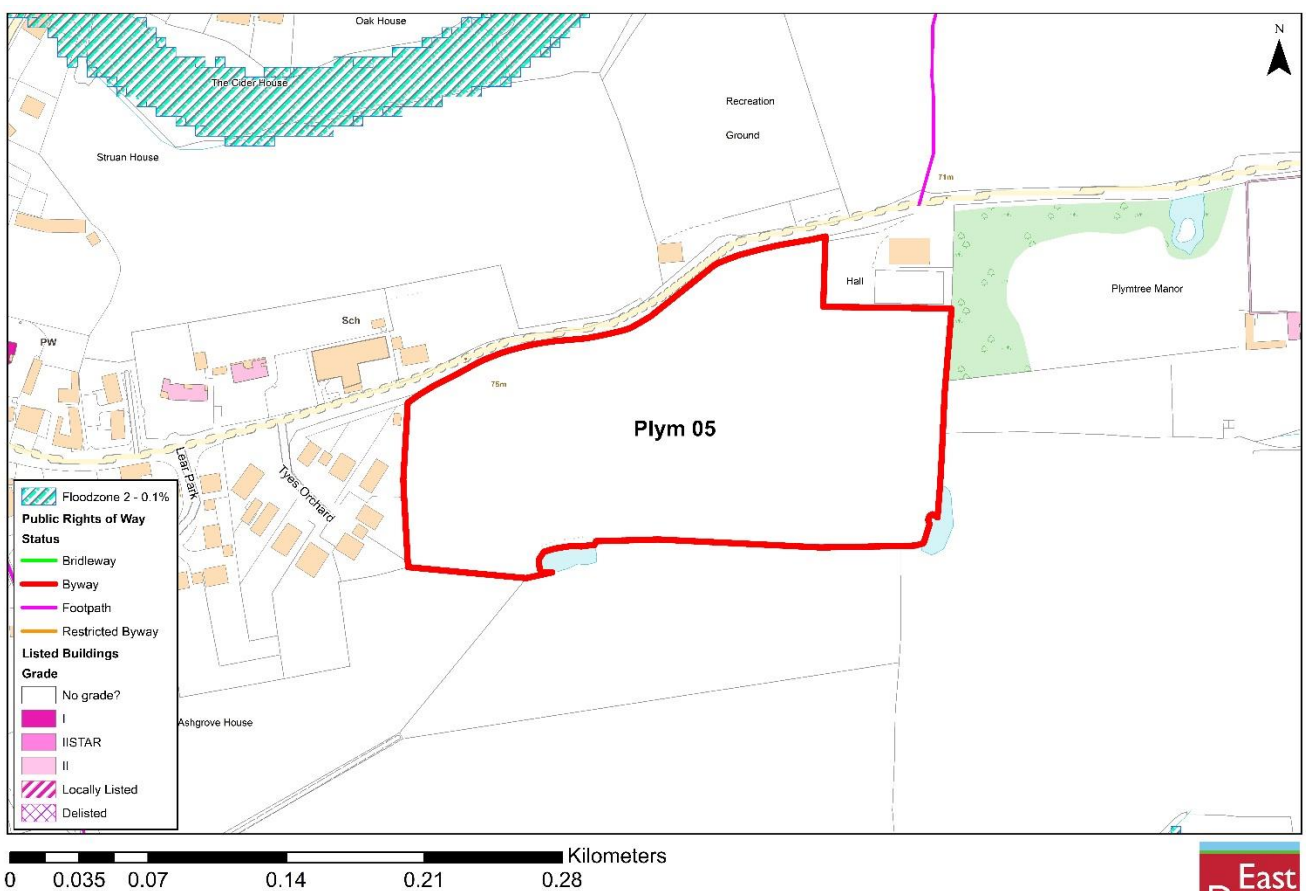 Oak House
N
The Cider House
Recreation
Ground
Struan House
71m
Hall
Plymtree Manor
Sch
PW
75m
Plym 05
Lear Park
Tyes Orchard
Floodzone 2 - 0.1%
Public Rights of Way
Status
Bridleway
Byway
Footpath
Restricted Byway
Listed Buildings
Grade
No grade?
I
IISTAR
II
Locally Listed
Delisted
Ashgrove House
Kilometers
0 0.035 0.07 0.14 0.21 0.28
East